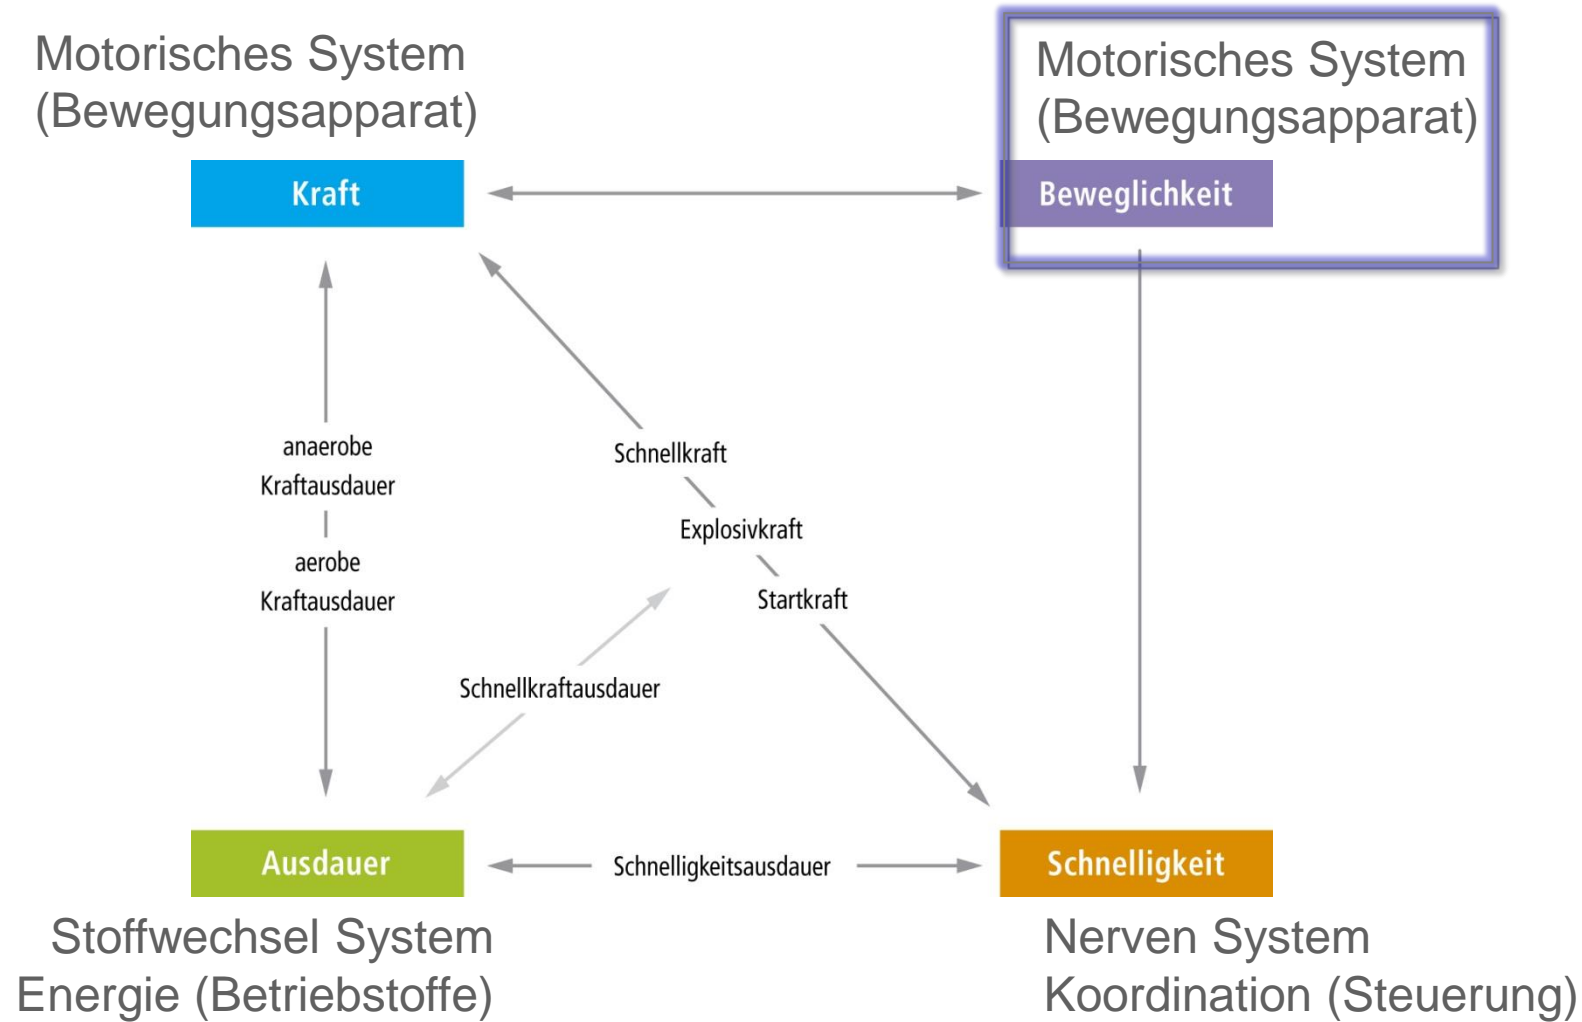 Motorisches System
(Bewegungsapparat)
Motorisches System
(Bewegungsapparat)
Kraft
Beweglichkeit
anaerobe
Kraftausdauer
aerobe
Kraftausdauer
Schnellkraft
Explosivkraft
Startkraft
Schnellkraftausdauer
Ausdauer
Schnelligkeitsausdauer
Schnelligkeit
Stoffwechsel System
Energie (Betriebstoffe)
Nerven System
Koordination (Steuerung)